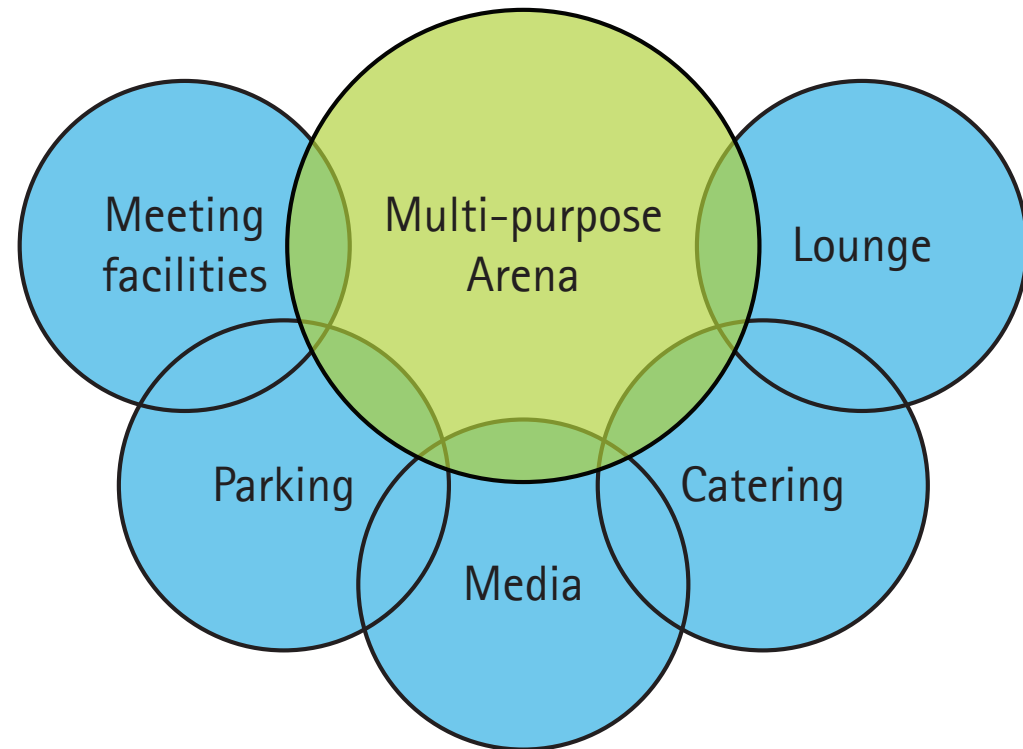 Meeting
facilities
Multi-purpose
Arena
Lounge
Parking
Media
Catering